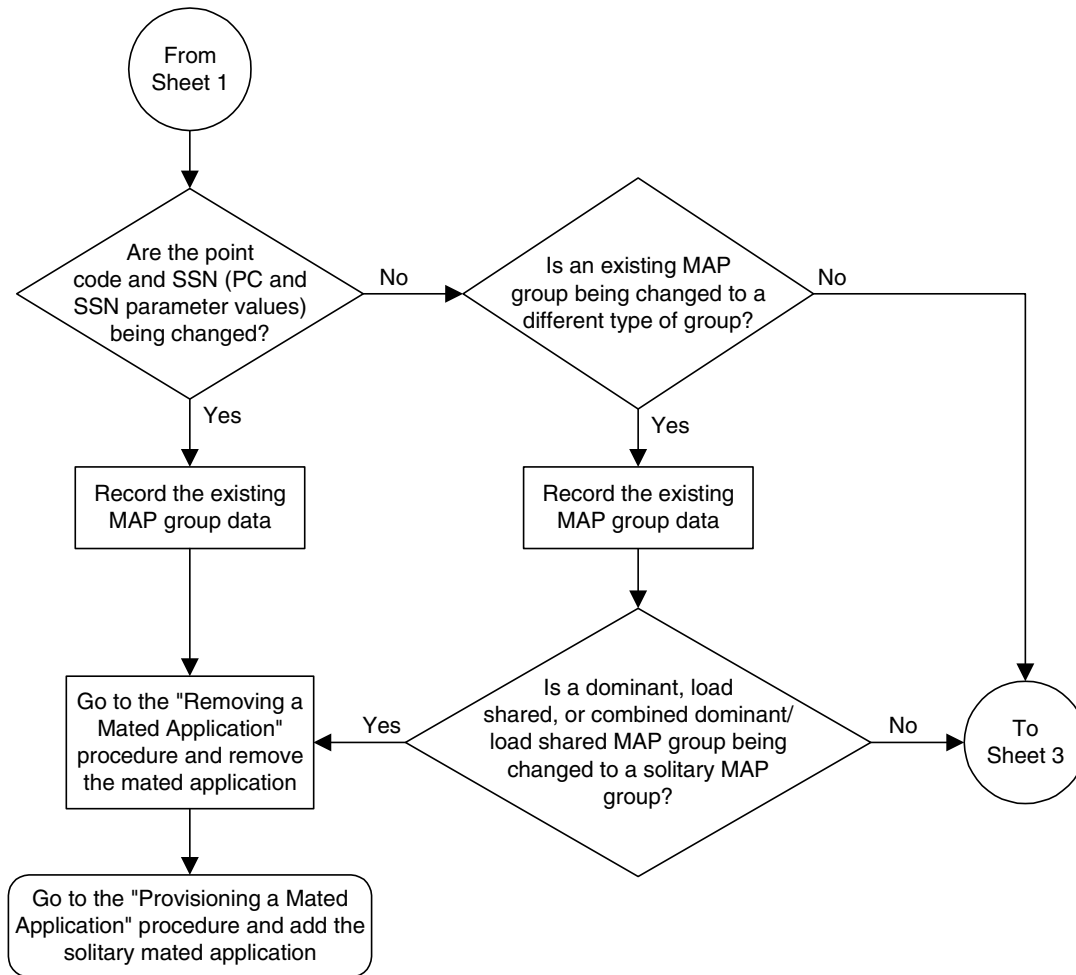 From
Sheet 1
Are the point
code and SSN (PC and
SSN parameter values)
being changed?
No
Is an existing MAP
group being changed to a
different type of group?
No
Yes
Yes
Record the existing
MAP group data
Record the existing
MAP group data
Go to the "Removing a
Mated Application"
procedure and remove
the mated application
Yes
Is a dominant, load
shared, or combined dominant/
load shared MAP group being
changed to a solitary MAP
group?
No
To
Sheet 3
Go to the "Provisioning a Mated
Application" procedure and add the
solitary mated application